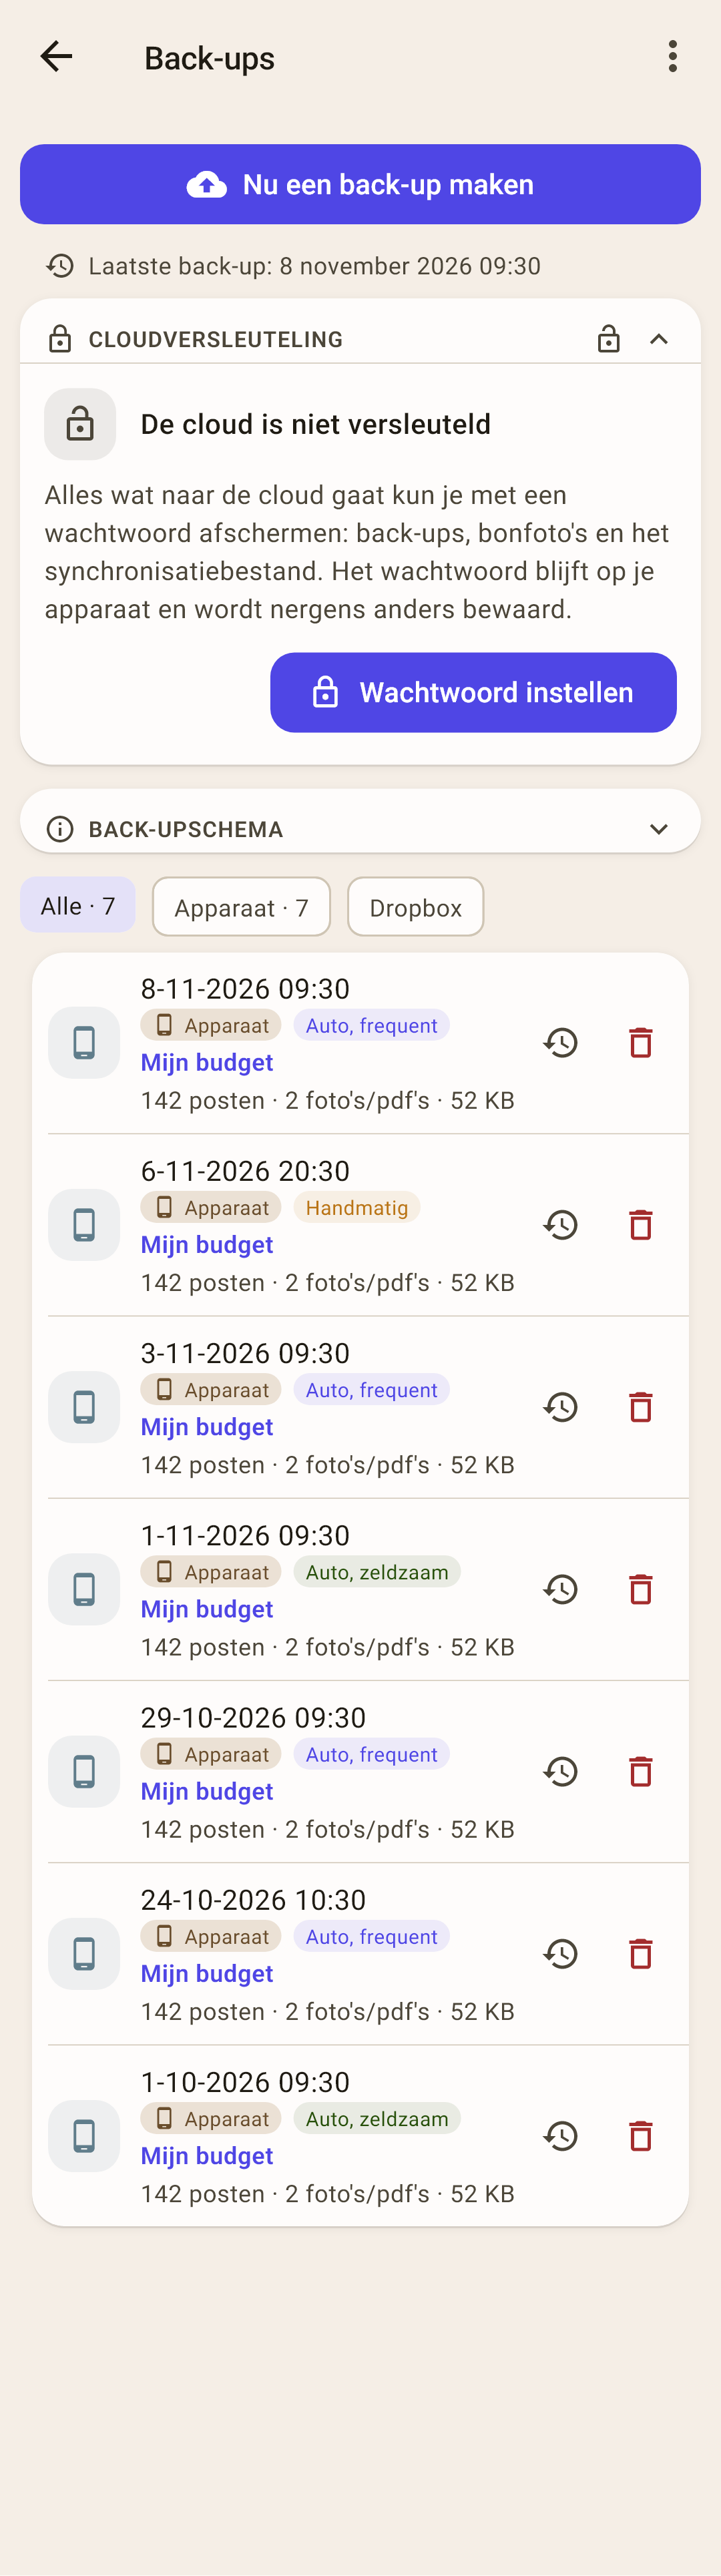 Back-ups
Nu een back-up maken
Laatste back-up: 8 november 2026 09:30
CLOUDVERSLEUTELING
De cloud is niet versleuteld
Alles wat naar de cloud gaat kun je met een
wachtwoord afschermen: back-ups, bonfoto's en het
synchronisatiebestand. Het wachtwoord blijft op je
apparaat en wordt nergens anders bewaard.
Wachtwoord instellen
BACK-UPSCHEMA
Alle · 7 Apparaat · 7 Dropbox
8-11-2026 09:30
Apparaat Auto, frequent
Mijn budget
142 posten · 2 foto's/pdf's · 52 KB
6-11-2026 20:30
Apparaat Handmatig
Mijn budget
142 posten · 2 foto's/pdf's · 52 KB
3-11-2026 09:30
Apparaat Auto, frequent
Mijn budget
142 posten · 2 foto's/pdf's · 52 KB
1-11-2026 09:30
Apparaat Auto, zeldzaam
Mijn budget
142 posten · 2 foto's/pdf's · 52 KB
29-10-2026 09:30
Apparaat Auto, frequent
Mijn budget
142 posten · 2 foto's/pdf's · 52 KB
24-10-2026 10:30
Apparaat Auto, frequent
Mijn budget
142 posten · 2 foto's/pdf's · 52 KB
1-10-2026 09:30
Apparaat Auto, zeldzaam
Mijn budget
142 posten · 2 foto's/pdf's · 52 KB